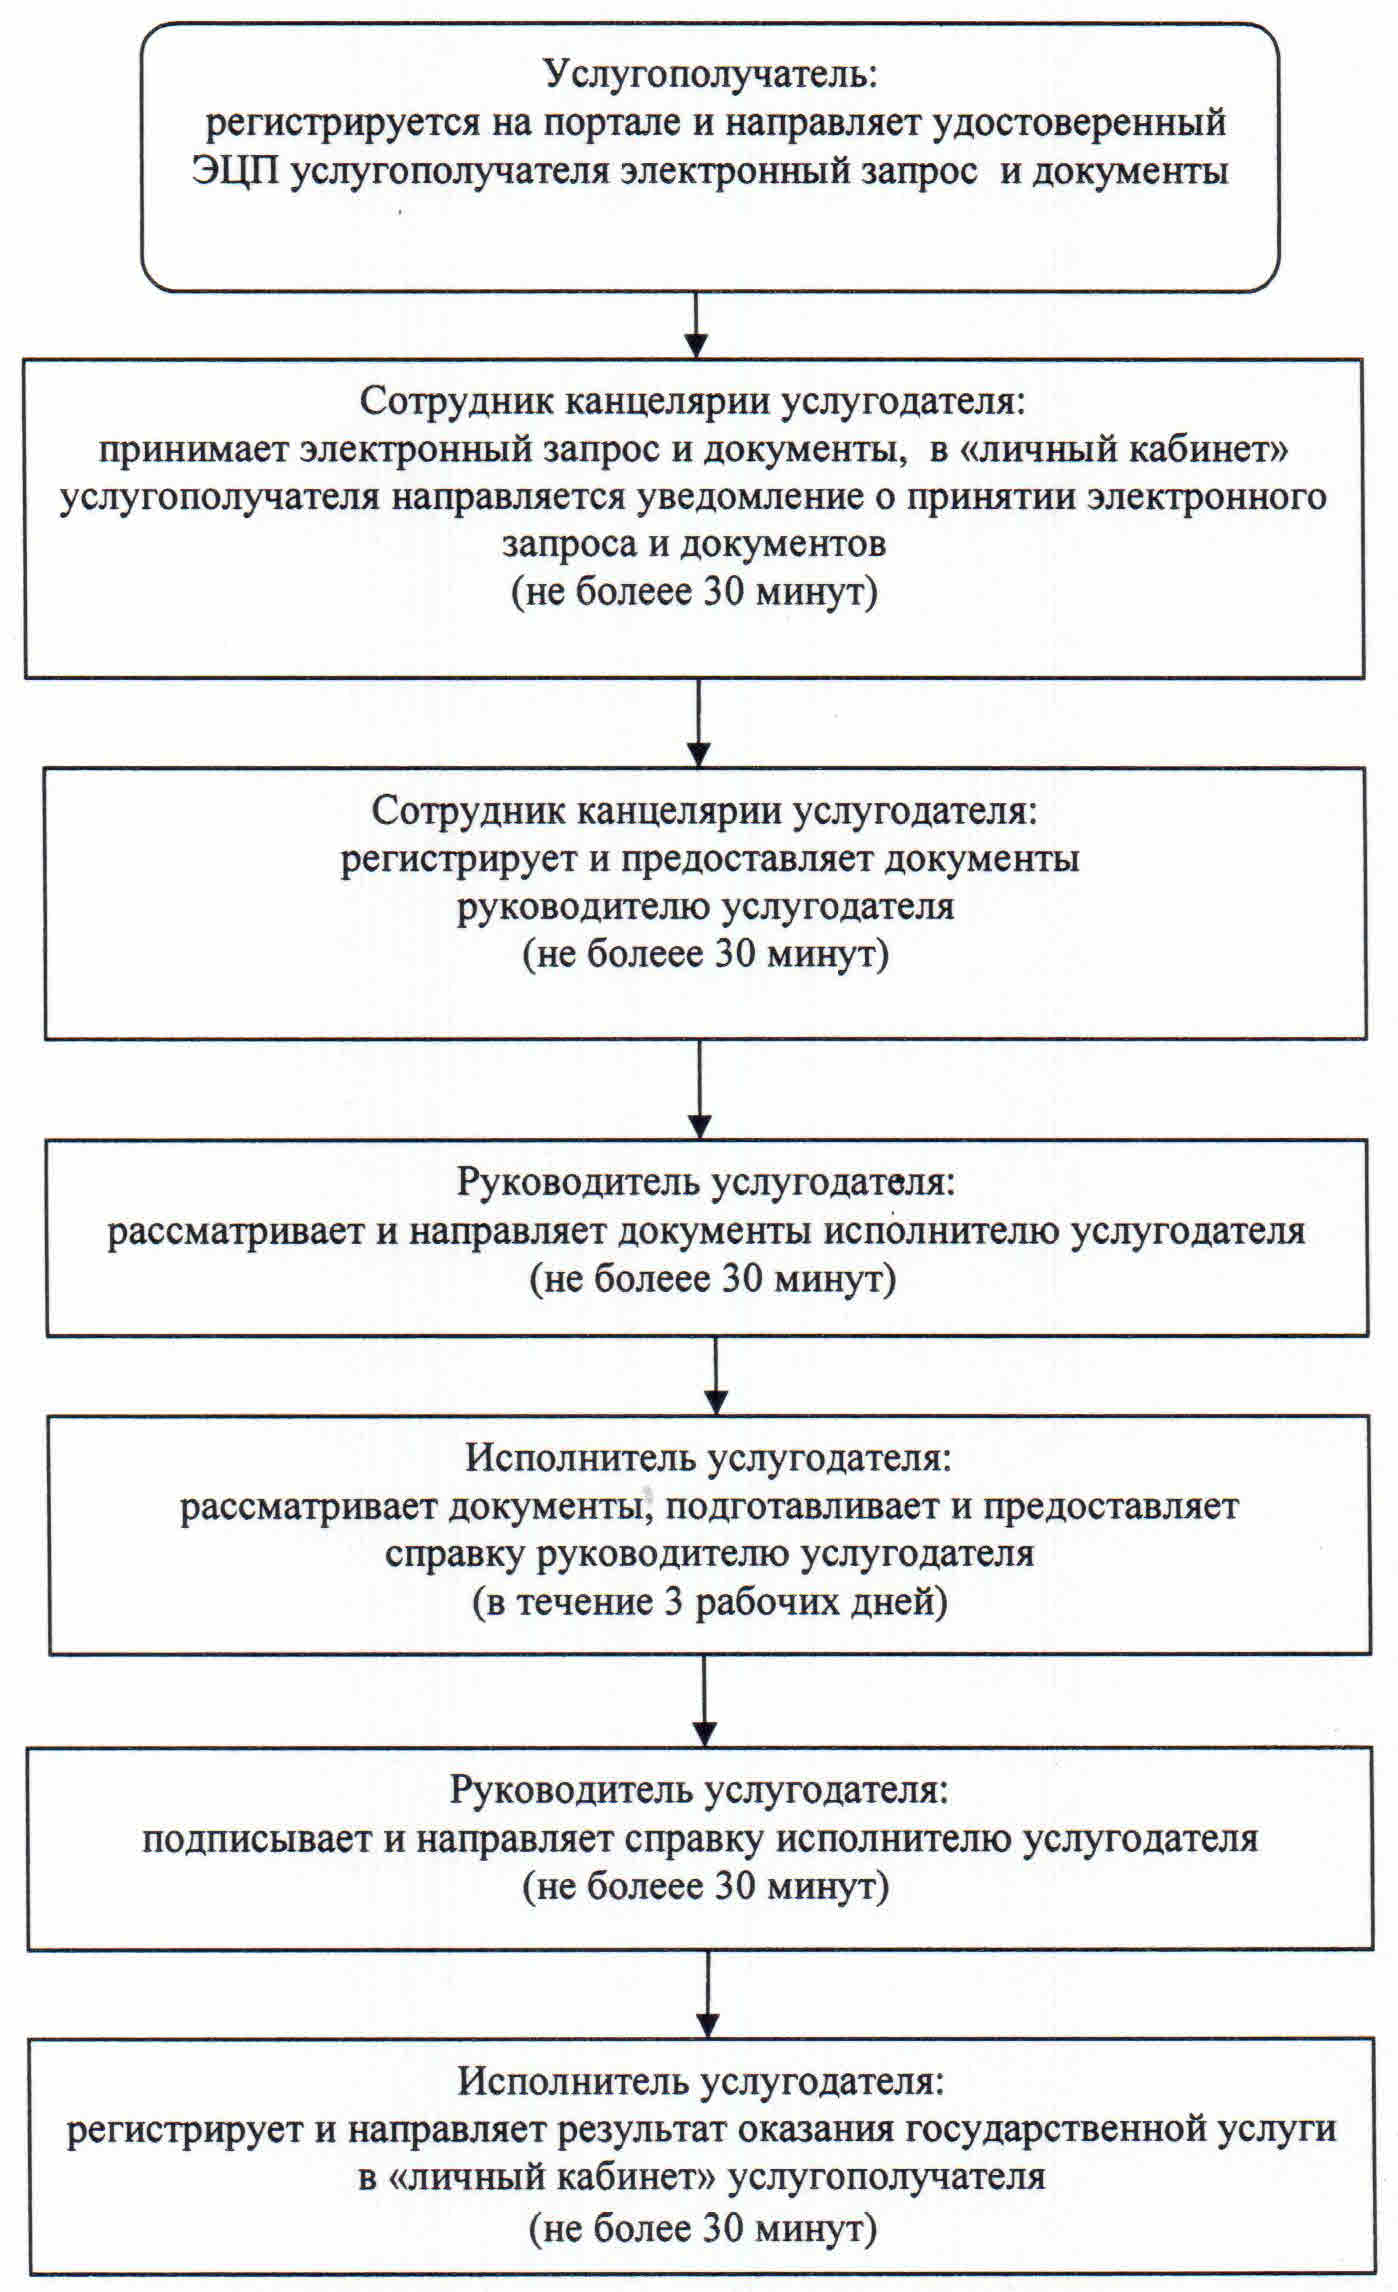 Услугополучатель:
регистрируется на портале и направляет удостоверенный
ЭЦП услугополучателя электронный запрос и документы
Сотрудник канцелярии услугодателя:
принимает электронный запрос и документы, в «личный кабинет»
услугополучателя направляется уведомление о принятии электронного
запроса и документов
(не болеее 30 минут)
Сотрудник канцелярии услугодателя:
регистрирует и предоставляет документы
руководителю услугодателя
(не болеее 30 минут)
Руководитель услугодателя:
рассматривает и направляет документы исполнителю услугодателя
(не болеее 30 минут)
Исполнитель услугодателя:
рассматривает документы, подготавливает и предоставляет
справку руководителю услугодателя
(в течение 3 рабочих дней)
Руководитель услугодателя:
подписывает и направляет справку исполнителю услугодателя
(не болеее 30 минут)
Исполнитель услугодателя:
регистрирует и направляет результат оказания государственной услуги
в «личный кабинет» услугополучателя
(не более 30 минут)